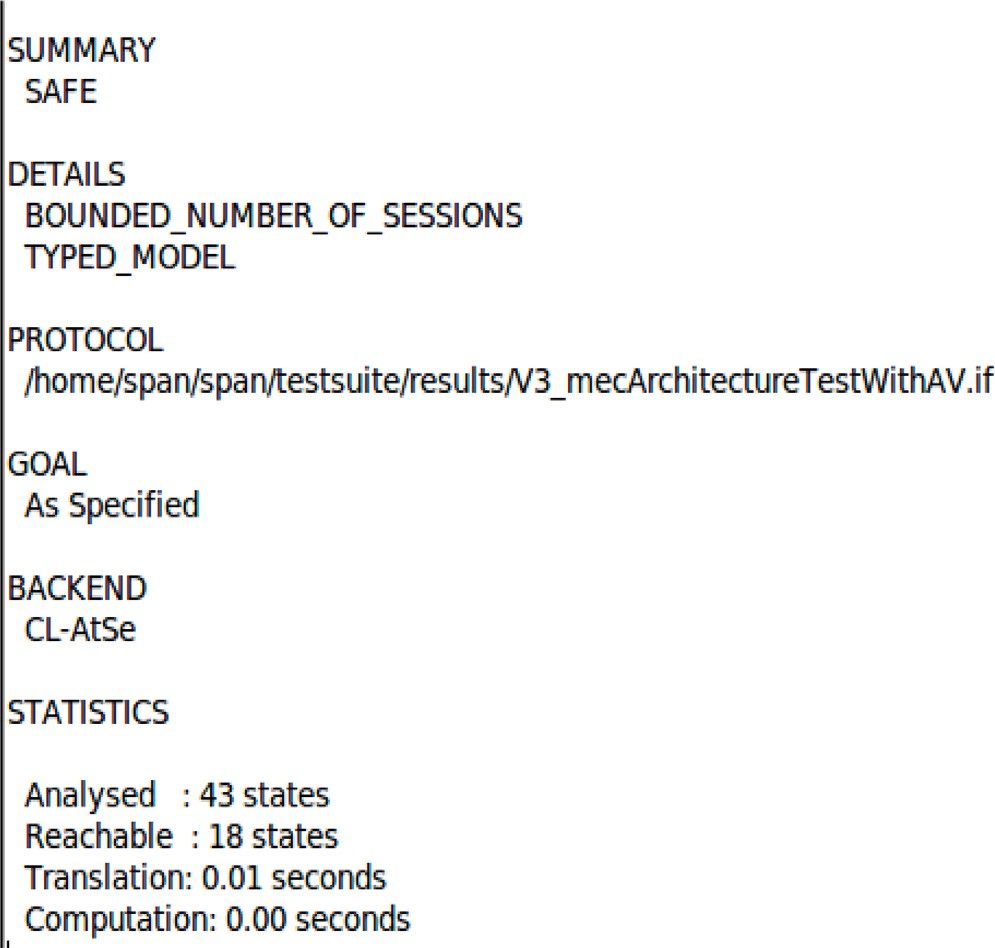 SUMMARY
SAFE
DETAILS
BOUNDED_NUMBER_OF_SESSIONS
TYPED_MODEL
PROTOCOL
/home/span/span/testsuite/results/V3_mecArchitectureTestWithAV.if
GOAL
As Specified
BACKEND
CL-AtSe
STATISTICS
Analysed : 43 states
Reachable : 18 states
Translation: 0.01 seconds
Computation: 0.00 seconds